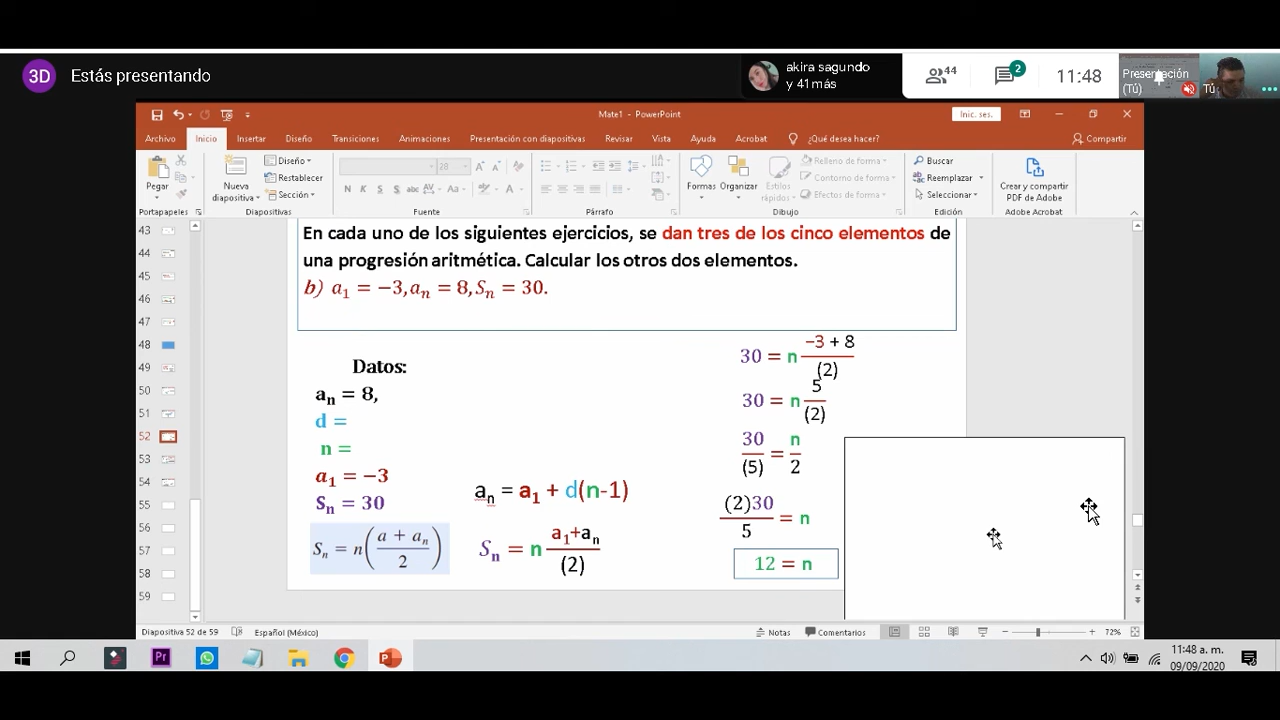 3D
Estás presentando
akira sagundo
y 41 más
44
2
11:48
Presentación
(Tú)
Tú
Mate1 - PowerPoint
Inic. ses.
Archivo
Inicio
Insertar
Diseño
Transiciones
Animaciones
Presentación con diapositivas
Revisar
Vista
Ayuda
Acrobat
¿Qué desea hacer?
Compartir
Pegar
Nueva
diapositiva
Diseño
Restablecer
Sección
28
N K S S abc AV Aa A
Formas
Organizar
Estilos
rápidos
Relleno de forma
Contorno de forma
Efectos de forma
Buscar
Reemplazar
Seleccionar
Crear y compartir
PDF de Adobe
Portapapeles
Diapositivas
Fuente
Párrafo
Dibujo
Edición
Adobe Acrobat
43
44
45
46
47
48
49
50
51
52
53
54
55
56
57
58
59
En cada uno de los siguientes ejercicios, se dan tres de los cinco elementos de
una progresión aritmética. Calcular los otros dos elementos.
b) a₁ = −3, aₙ = 8, Sₙ = 30.
Datos:
aₙ = 8,
d =
n =
a₁ = −3
Sₙ = 30
Sₙ = n((a + aₙ)/2)
aₙ = a₁ + d(n-1)
Sₙ = n (a₁+aₙ)/(2)
30 = n (−3 + 8)/(2)
30 = n 5/(2)
30/(5) = n/2
(2)30/5 = n
12 = n
Diapositiva 52 de 59
Español (México)
Notas
Comentarios
72%
Pr
P
11:48 a. m.
09/09/2020